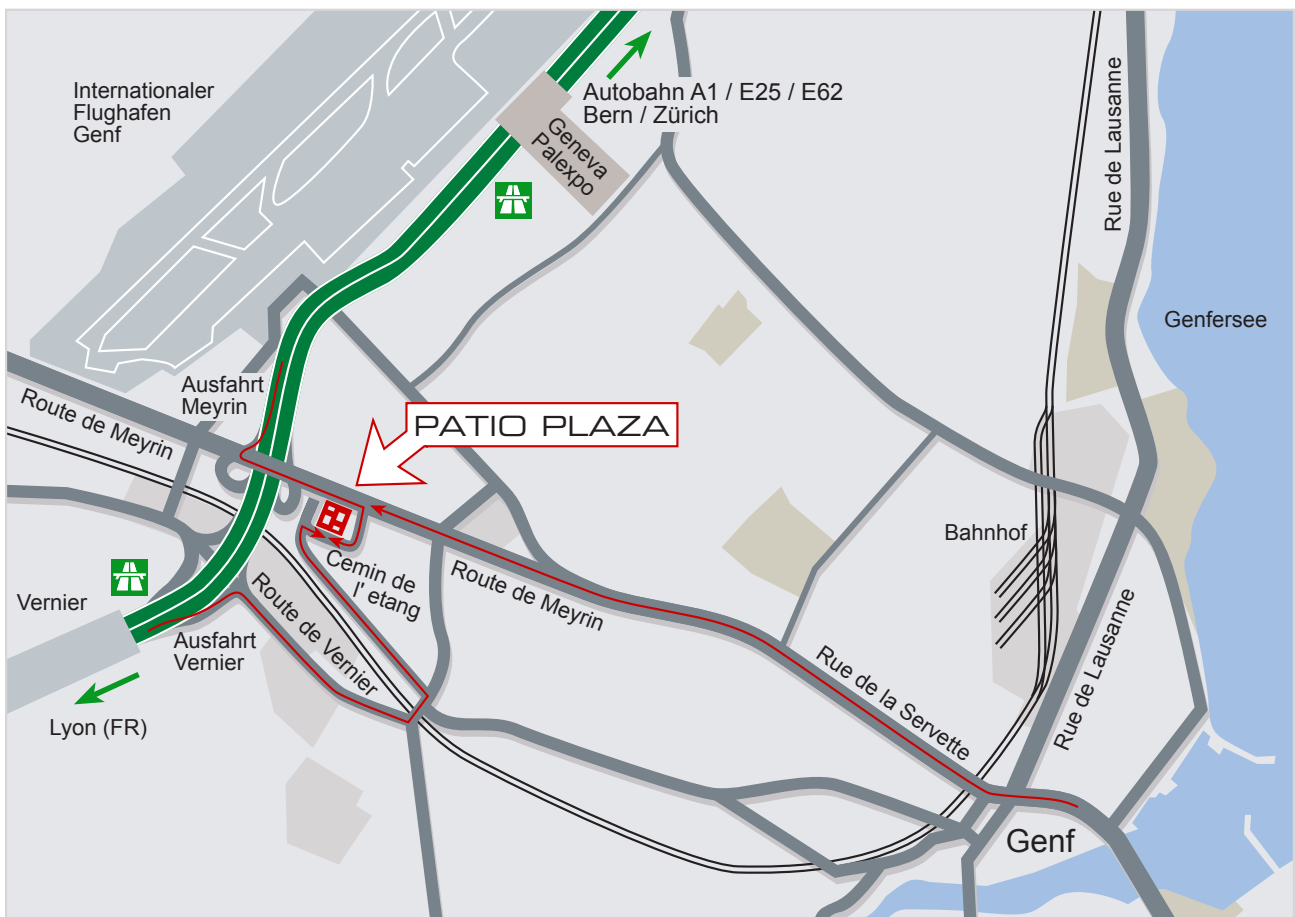 Internationaler
Flughafen
Genf
Autobahn A1 / E25 / E62
Bern / Zürich
Geneva
Palexpo
Rue de Lausanne
Genfersee
Ausfahrt
Meyrin
Route de Meyrin
PATIO PLAZA
Bahnhof
Cemin de
l' etang
Route de Meyrin
Vernier
Route de Vernier
Ausfahrt
Vernier
Rue de la Servette
Rue de Lausanne
Lyon (FR)
Genf